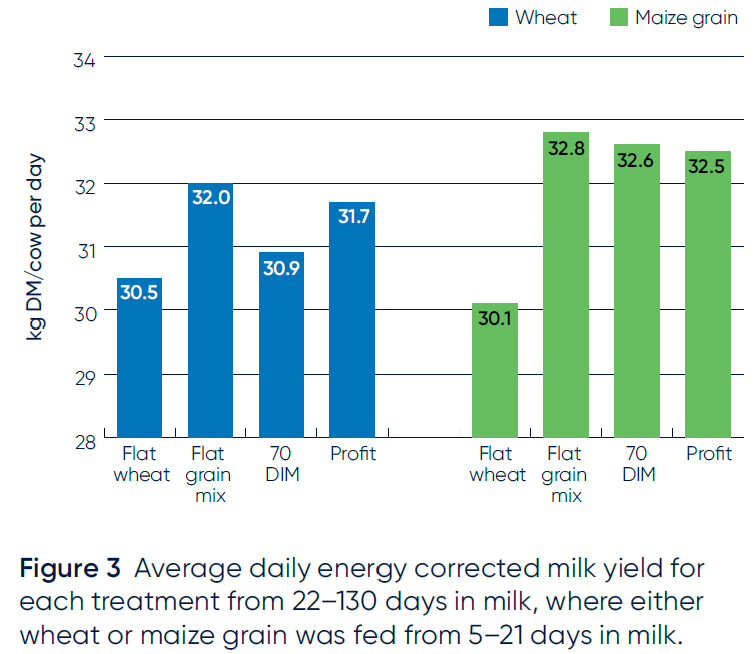 Wheat Maize grain
34
33
32
31
30
29
28
kg DM/cow per day
30.5
32.0
30.9
31.7
30.1
32.8
32.6
32.5
Flat wheat
Flat grain mix
70 DIM
Profit
Flat wheat
Flat grain mix
70 DIM
Profit
Figure 3 Average daily energy corrected milk yield for
each treatment from 22–130 days in milk, where either
wheat or maize grain was fed from 5–21 days in milk.